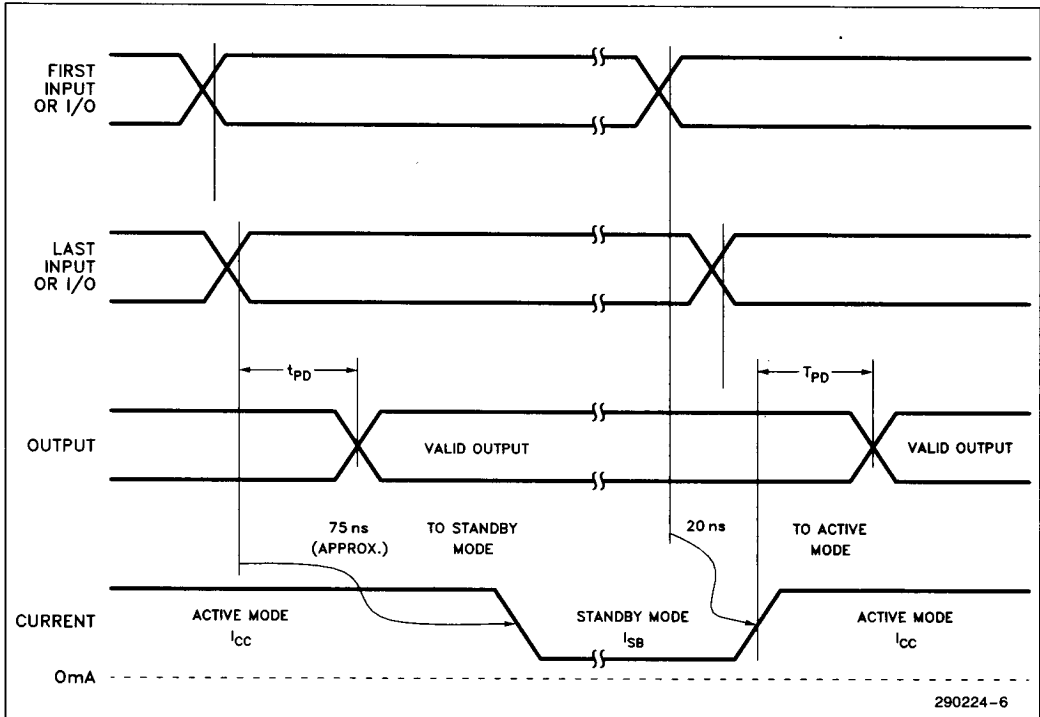 FIRST
INPUT
OR I/O
LAST
INPUT
OR I/O
tPD
TPD
OUTPUT
VALID OUTPUT
VALID OUTPUT
75 ns
(APPROX.)
TO STANDBY
MODE
20 ns
TO ACTIVE
MODE
CURRENT
ACTIVE MODE
ICC
STANDBY MODE
ISB
ACTIVE MODE
ICC
0mA
290224-6